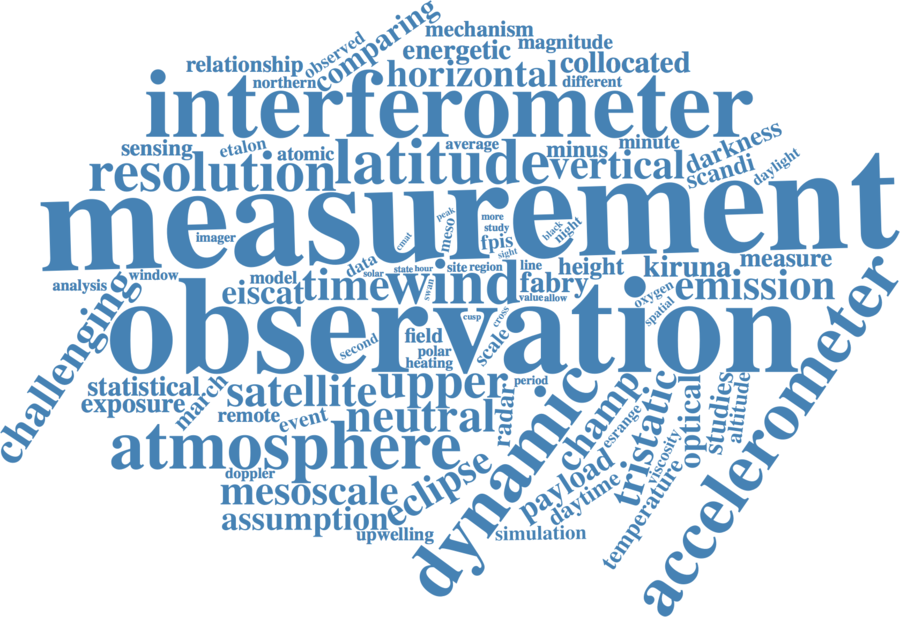 mechanism
observed
comparing
energetic
magnitude
relationship
northern
horizontal
collocated
different
interferometer
sensing
etalon
atomic
average
minus
minute
darkness
resolution
latitude
vertical
scandi
daylight
measurement
imager
cmat
peak
meso
more
study
fpis
sight
black
night
analysis
window
model
data
solar
state
hour
site
region
line
height
kiruna
measure
eiscat
time
wind
swan
fabry
value
allow
oxygen
spatial
emission
challenging
observation
second
field
polar
heating
cusp
cross
scale
statistical
exposure
march
satellite
upper
period
remote
event
neutral
radar
dynamic
champ
esrange
tristatic
viscosity
optical
studies
altitude
accelerometer
atmosphere
doppler
mesoscale
eclipse
payload
daytime
temperature
assumption
upwelling
simulation